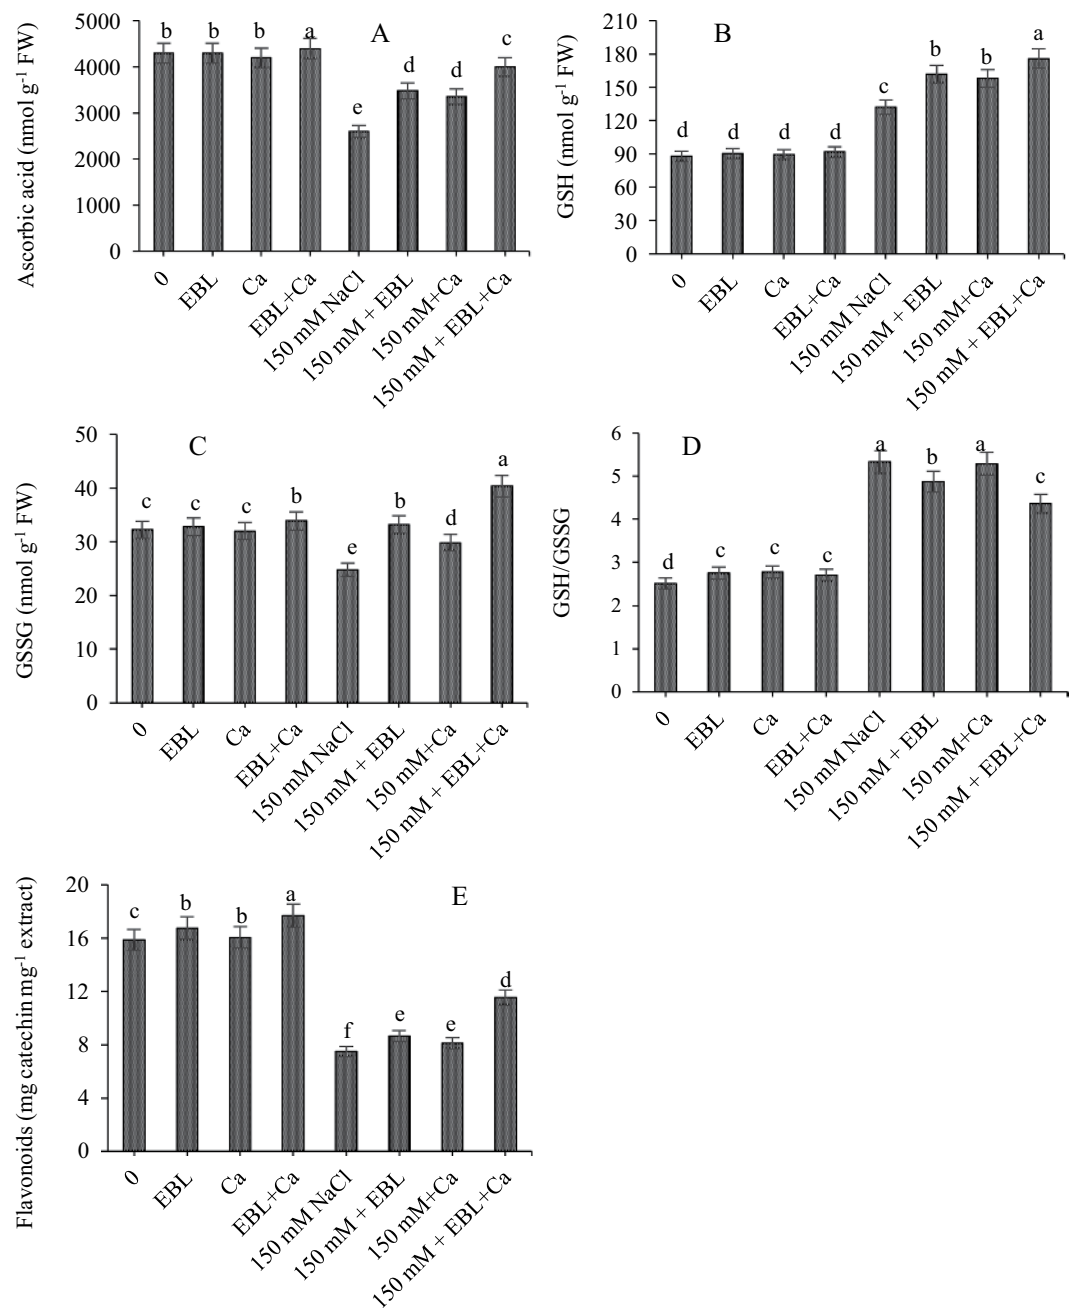 A
Ascorbic acid (nmol g-1 FW)
5000
4000
3000
2000
1000
0
b
b
b
a
e
d
d
c
0
EBL
Ca
EBL+Ca
150 mM NaCl
150 mM + EBL
150 mM+Ca
150 mM + EBL+Ca
B
GSH (nmol g-1 FW)
210
180
150
120
90
60
30
0
d
d
d
d
c
b
b
a
0
EBL
Ca
EBL+Ca
150 mM NaCl
150 mM + EBL
150 mM+Ca
150 mM + EBL+Ca
C
GSSG (nmol g-1 FW)
50
40
30
20
10
0
c
c
c
b
e
b
d
a
0
EBL
Ca
EBL+Ca
150 mM NaCl
150 mM + EBL
150 mM+Ca
150 mM + EBL+Ca
D
GSH/GSSG
6
5
4
3
2
1
0
d
c
c
c
a
b
a
c
0
EBL
Ca
EBL+Ca
150 mM NaCl
150 mM + EBL
150 mM+Ca
150 mM + EBL+Ca
E
Flavonoids (mg catechin mg-1 extract)
20
16
12
8
4
0
c
b
b
a
f
e
e
d
0
EBL
Ca
EBL+Ca
150 mM NaCl
150 mM + EBL
150 mM+Ca
150 mM + EBL+Ca